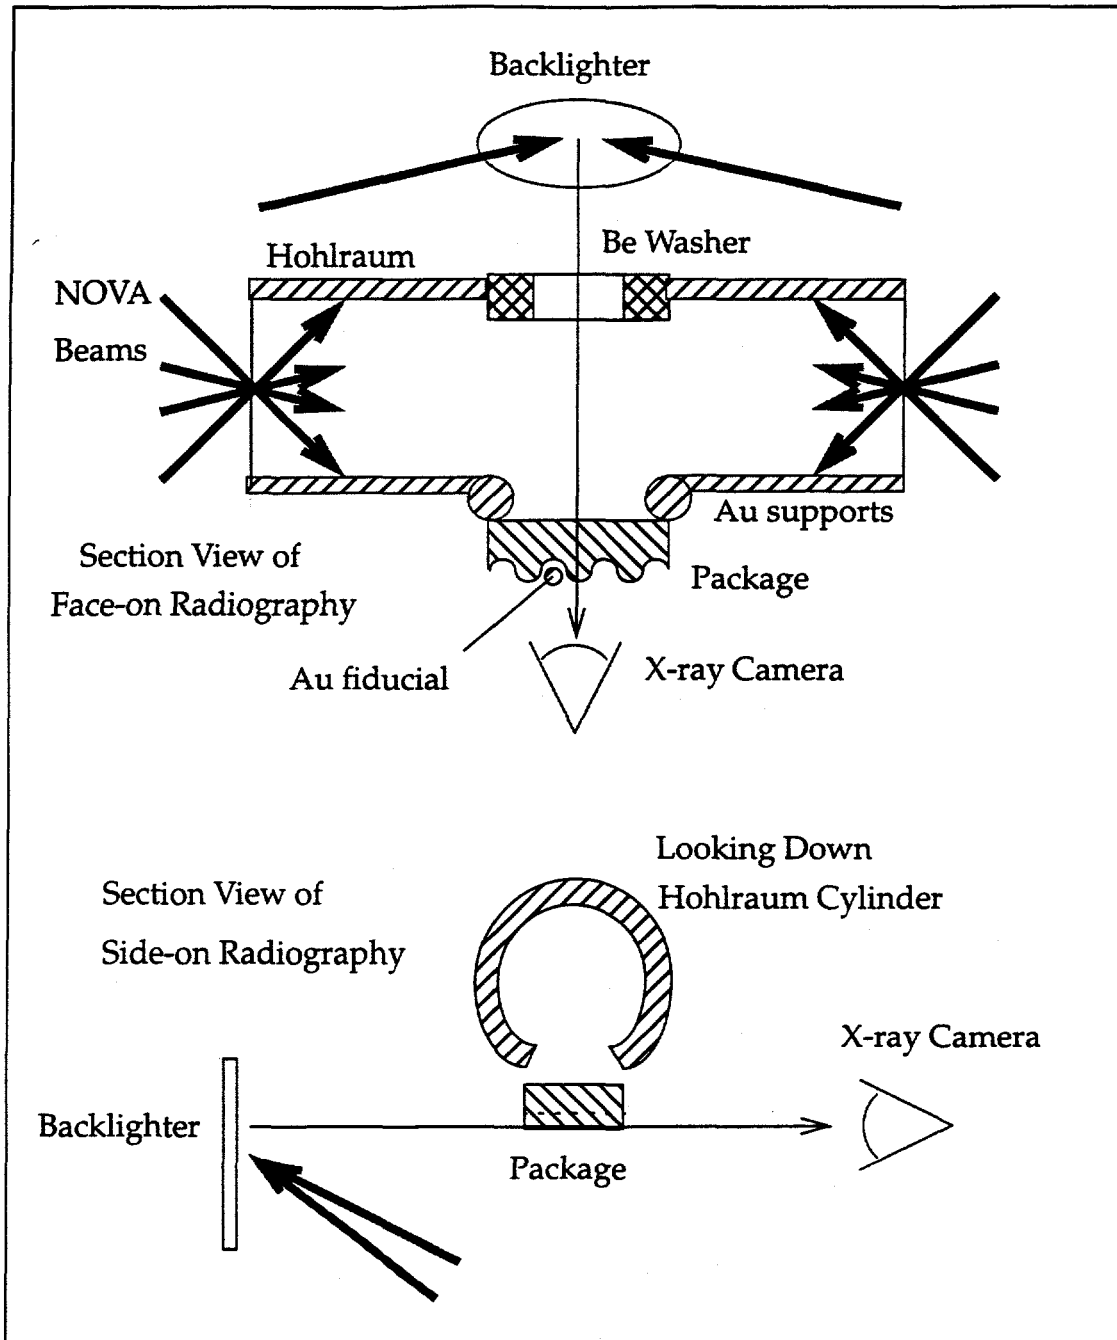 Backlighter
Be Washer
Hohlraum
NOVA
Beams
Au supports
Section View of
Face-on Radiography
Package
Au fiducial
X-ray Camera
Looking Down
Hohlraum Cylinder
Section View of
Side-on Radiography
X-ray Camera
Backlighter
Package